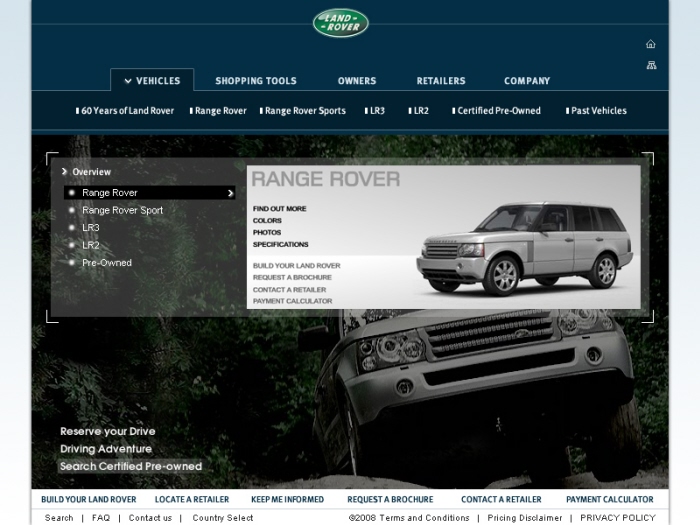 LAND-
-ROVER
VEHICLES SHOPPING TOOLS OWNERS RETAILERS COMPANY
60 Years of Land Rover Range Rover Range Rover Sports LR3 LR2 Certified Pre-Owned Past Vehicles
Overview
Range Rover
Range Rover Sport
LR3
LR2
Pre-Owned
RANGE ROVER
FIND OUT MORE
COLORS
PHOTOS
SPECIFICATIONS
BUILD YOUR LAND ROVER
REQUEST A BROCHURE
CONTACT A RETAILER
PAYMENT CALCULATOR
Reserve your Drive
Driving Adventure
Search Certified Pre-owned
BUILD YOUR LAND ROVER LOCATE A RETAILER KEEP ME INFORMED REQUEST A BROCHURE CONTACT A RETAILER PAYMENT CALCULATOR
Search | FAQ | Contact us | Country Select ©2008 Terms and Conditions | Pricing Disclaimer | PRIVACY POLICY